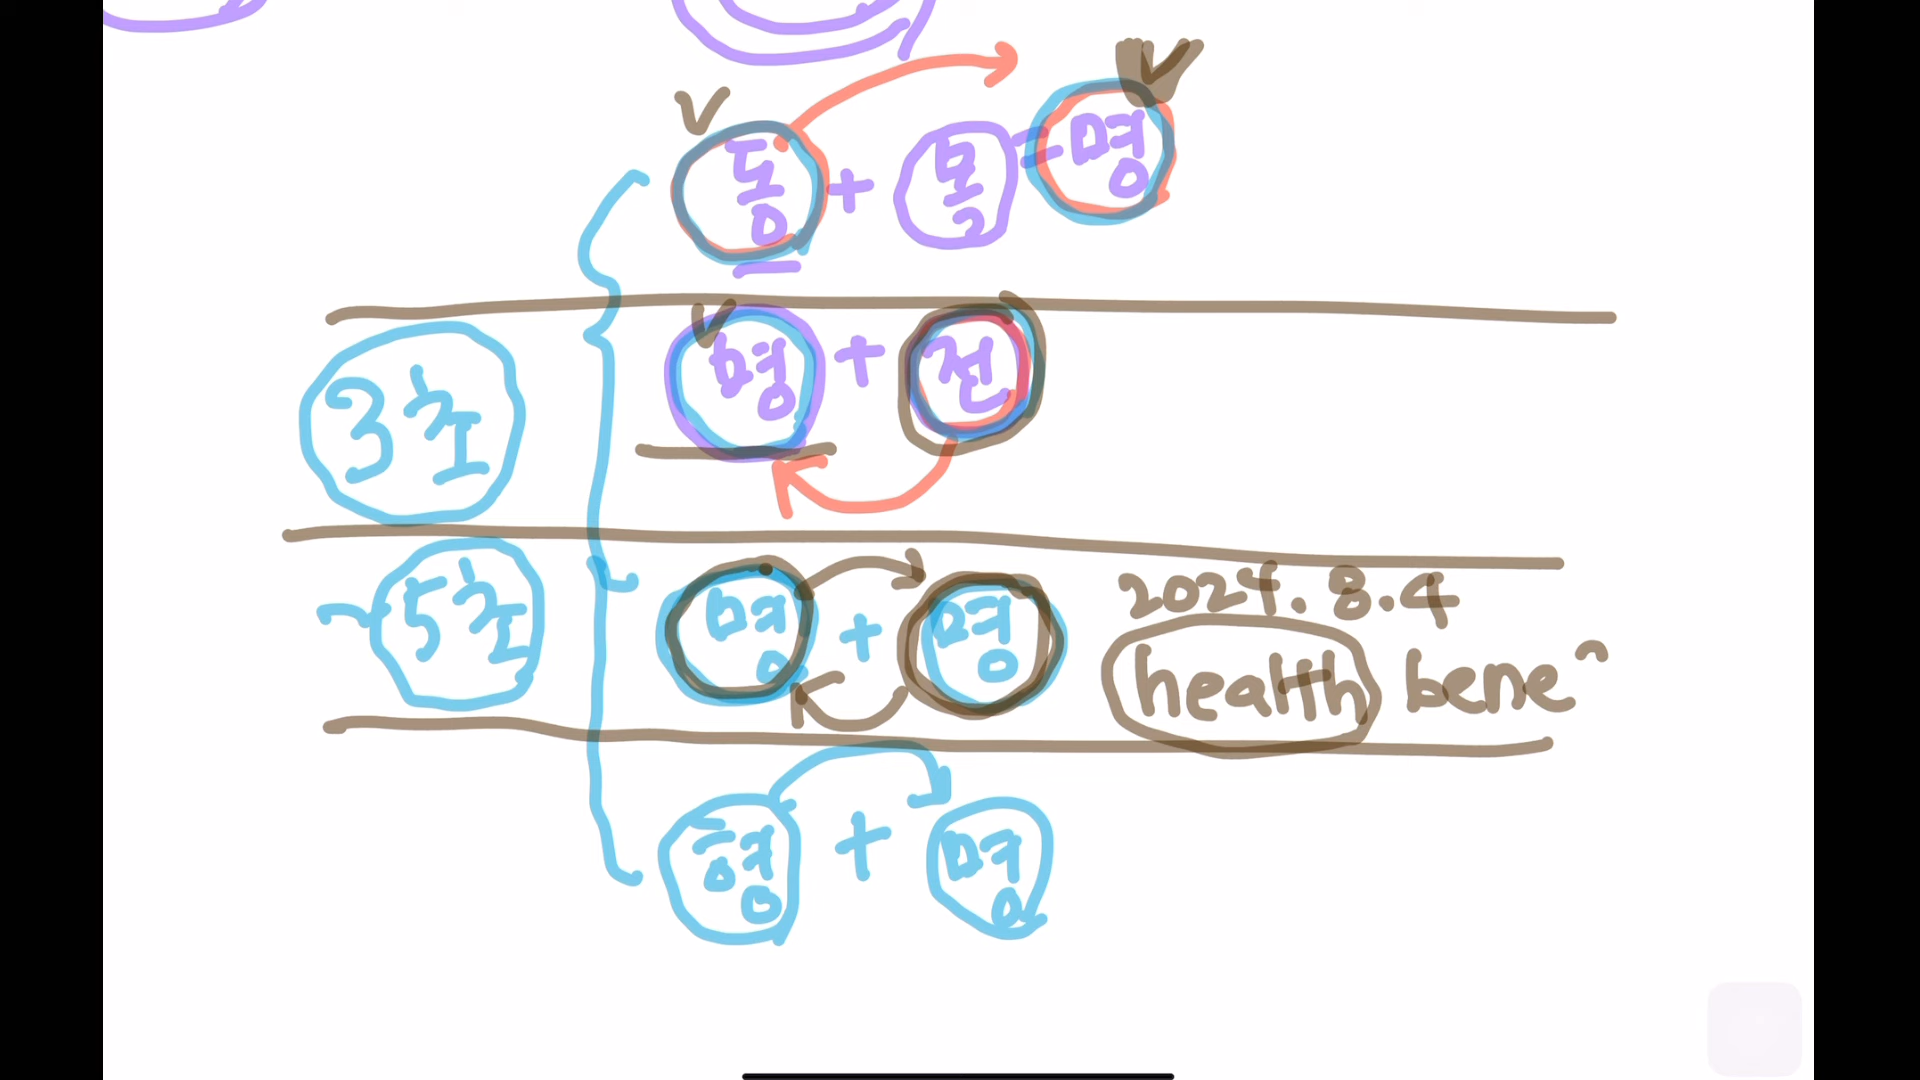 동 + 목 = 명
3초 명 + 전
~5초 명 + 명 2024. 8. 4
health bene^
형 + 명